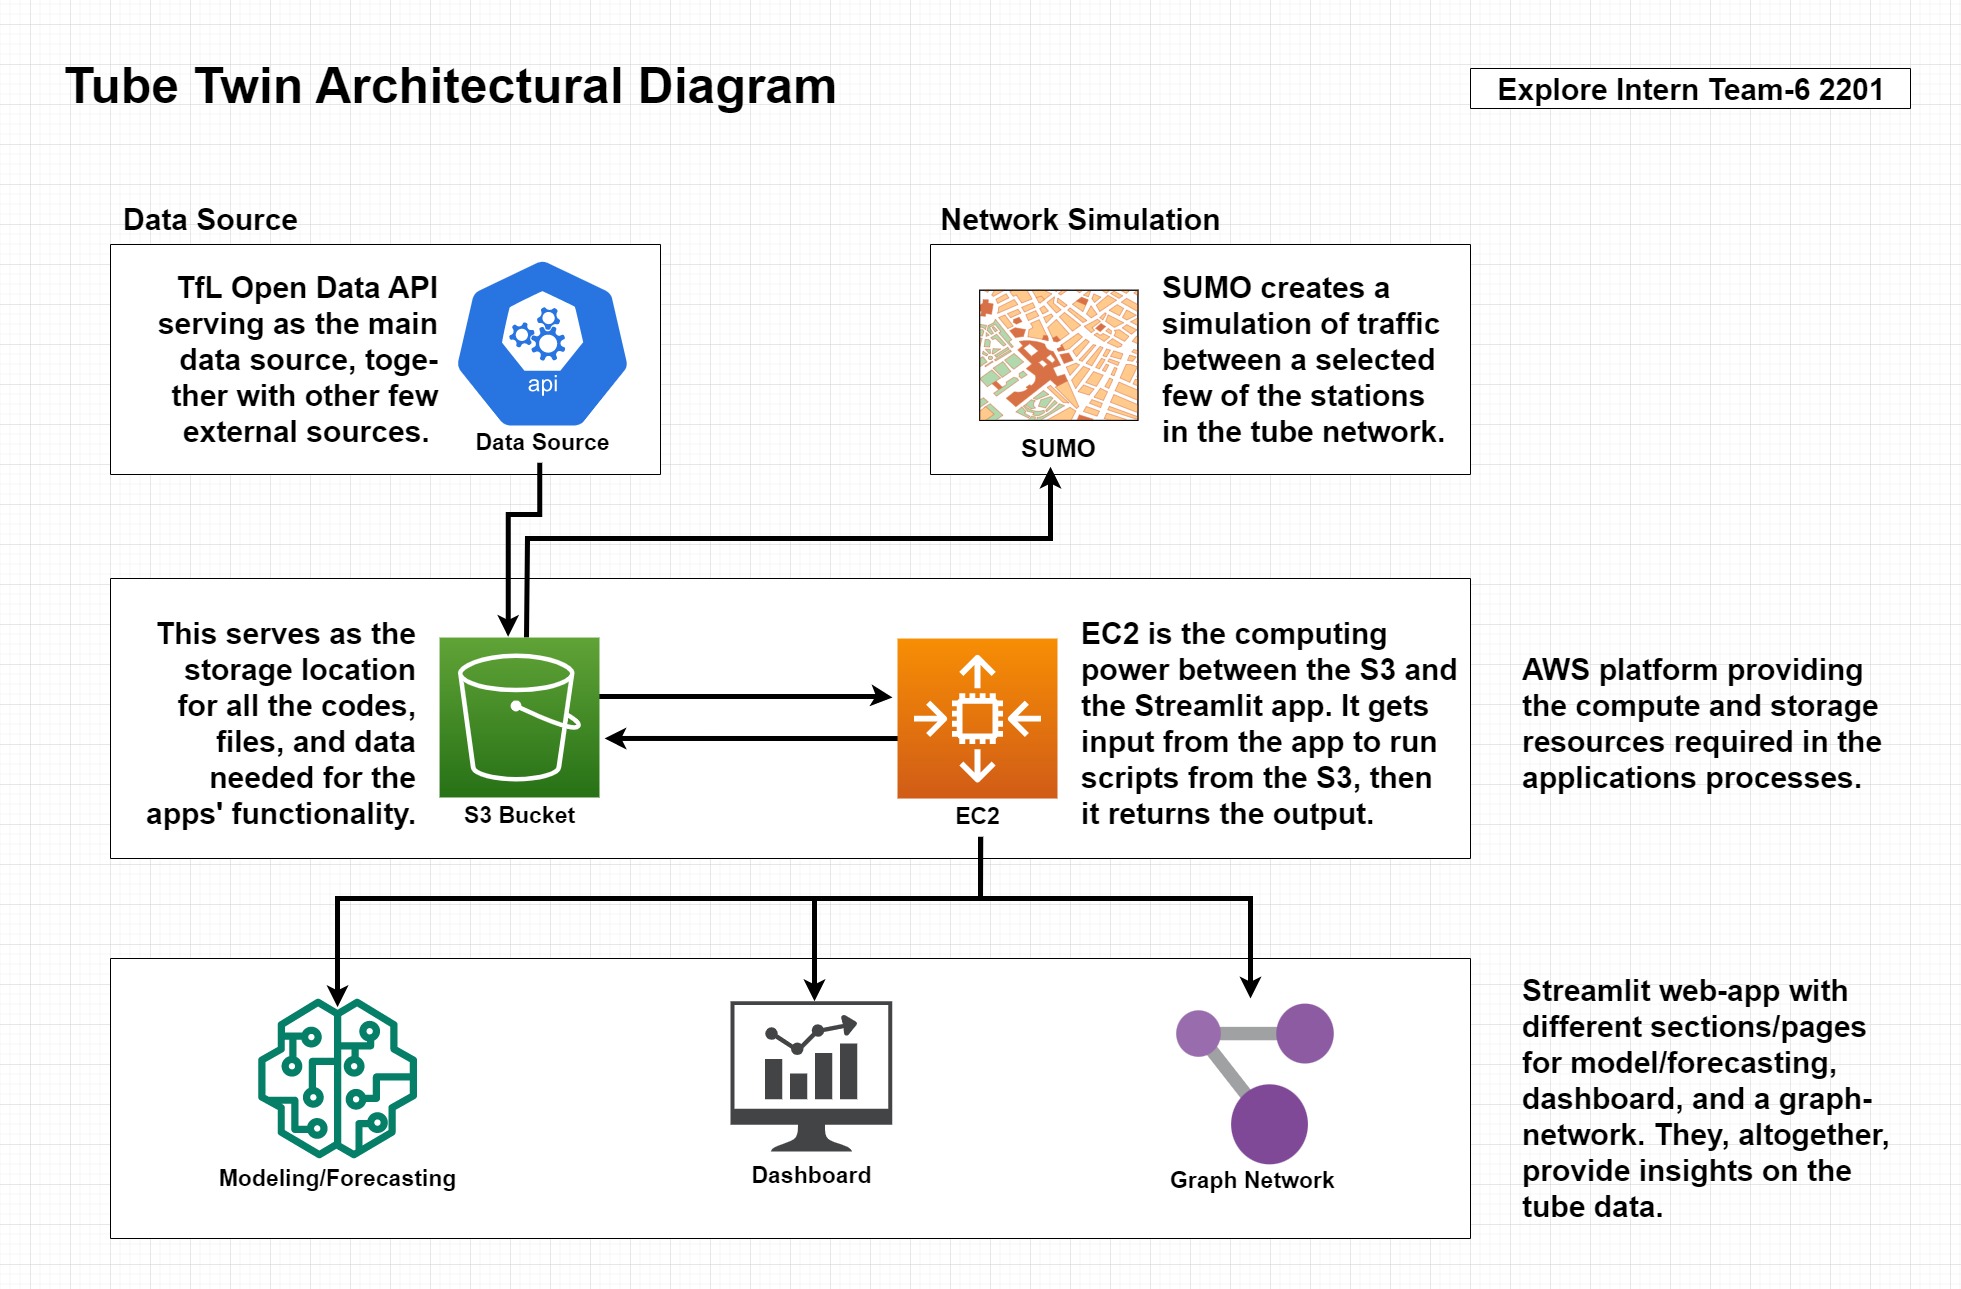 Tube Twin Architectural Diagram
Explore Intern Team-6 2201
Data Source
TfL Open Data API
serving as the main
data source, toge-
ther with other few
external sources.
api
Data Source
Network Simulation
SUMO
SUMO creates a
simulation of traffic
between a selected
few of the stations
in the tube network.
This serves as the
storage location
for all the codes,
files, and data
needed for the
apps' functionality.
S3 Bucket
EC2
EC2 is the computing
power between the S3 and
the Streamlit app. It gets
input from the app to run
scripts from the S3, then
it returns the output.
AWS platform providing
the compute and storage
resources required in the
applications processes.
Modeling/Forecasting
Dashboard
Graph Network
Streamlit web-app with
different sections/pages
for model/forecasting,
dashboard, and a graph-
network. They, altogether,
provide insights on the
tube data.